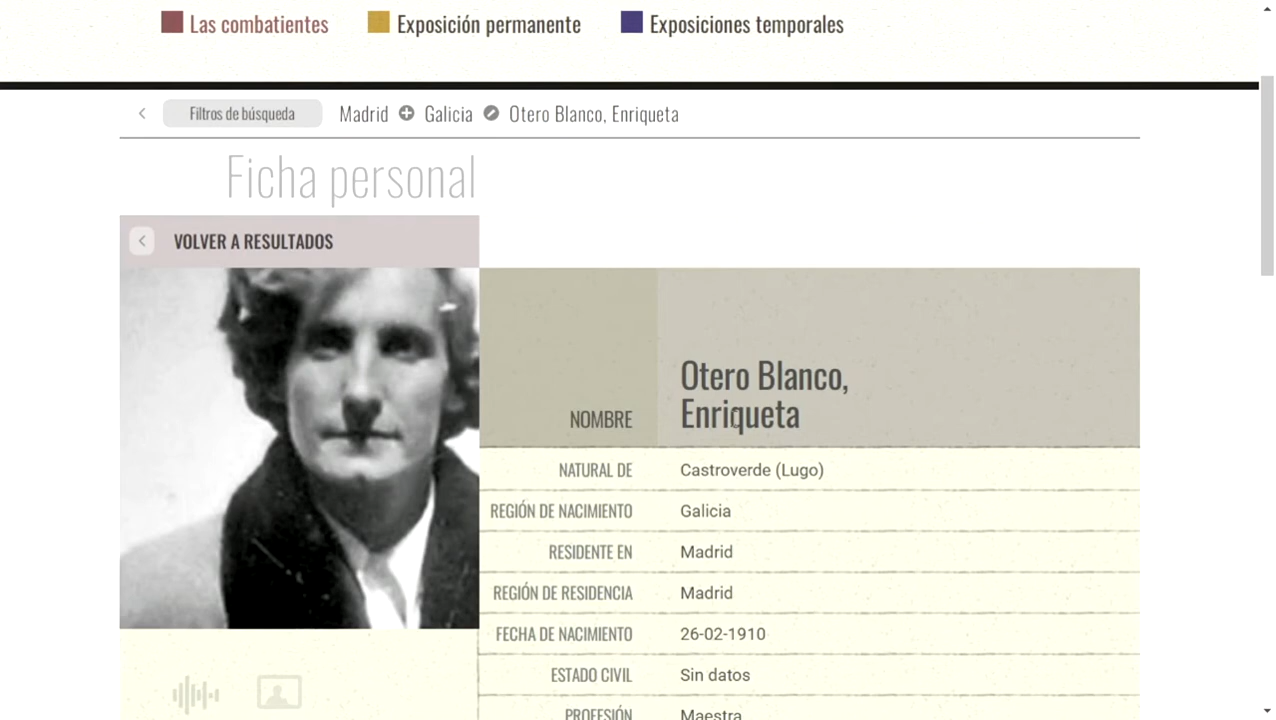 Las combatientes Exposición permanente Exposiciones temporales
Filtros de búsqueda Madrid Galicia Otero Blanco, Enriqueta
Ficha personal
VOLVER A RESULTADOS
Otero Blanco,
NOMBRE Enriqueta
NATURAL DE Castroverde (Lugo)
REGIÓN DE NACIMIENTO Galicia
RESIDENTE EN Madrid
REGIÓN DE RESIDENCIA Madrid
FECHA DE NACIMIENTO 26-02-1910
ESTADO CIVIL Sin datos
PROFESIÓN Maestra